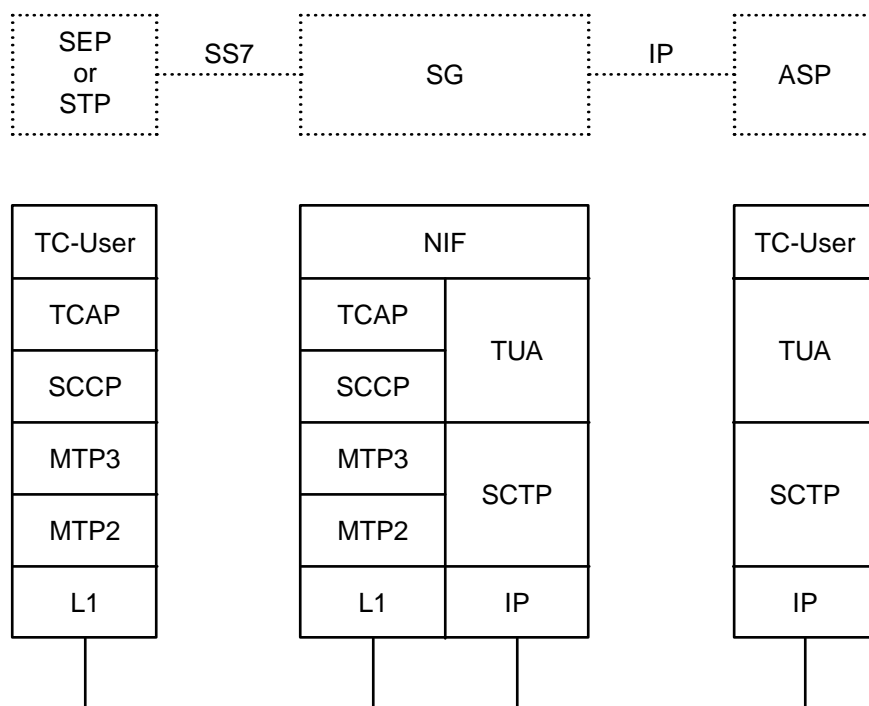 SEP
or
STP
SS7
SG
IP
ASP
TC-User
TCAP
SCCP
MTP3
MTP2
L1
NIF
TCAP
SCCP
MTP3
MTP2
L1
TUA
SCTP
IP
TC-User
TUA
SCTP
IP